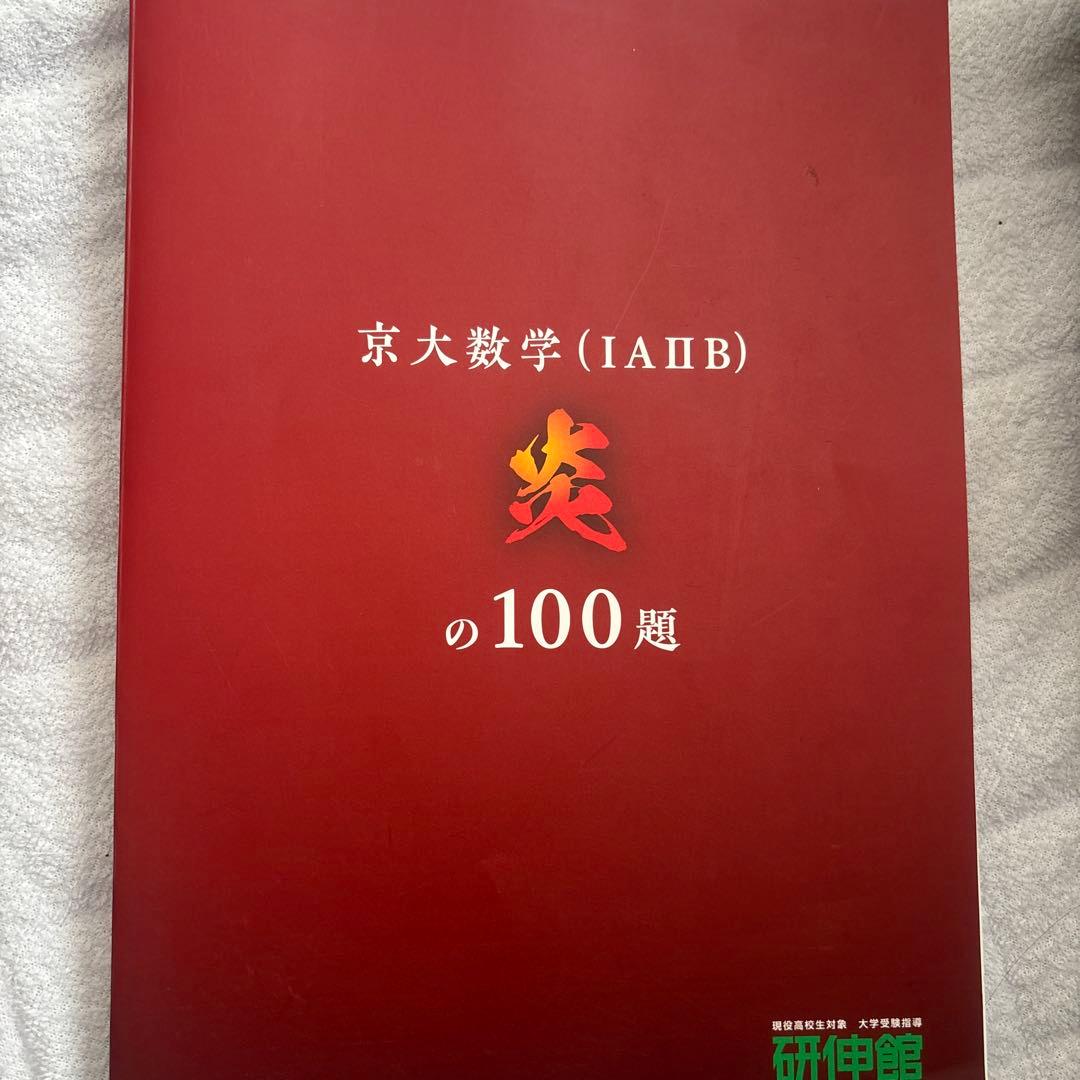 京大数学(ⅠAⅡB)
炎
の100題
現役高校生対象 大学受験指導
研伸館